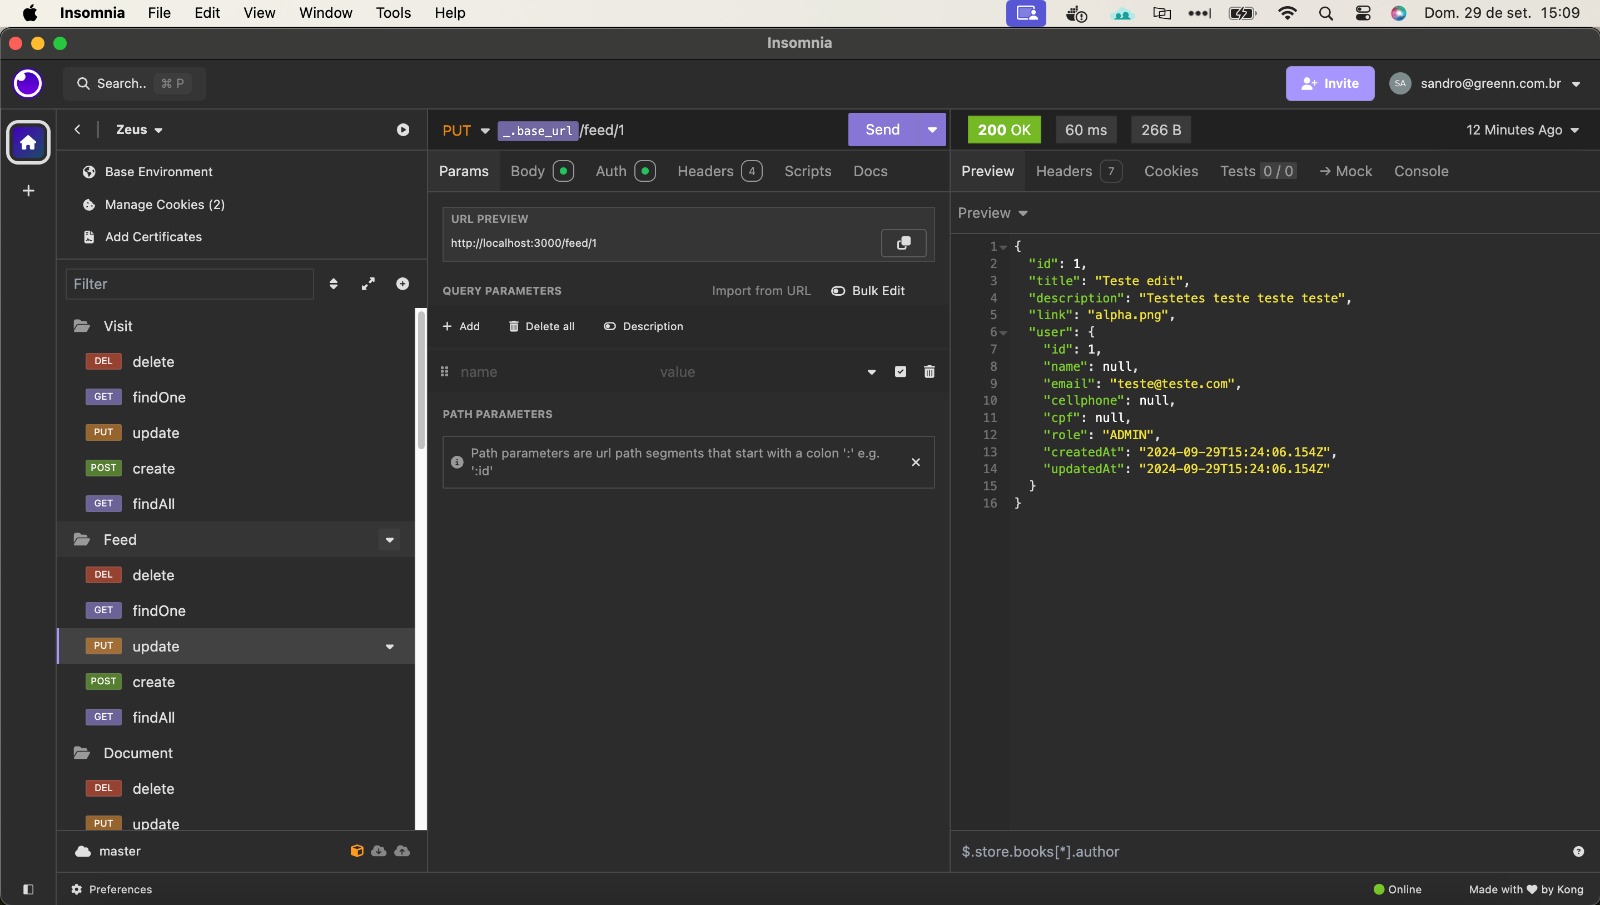 Insomnia File Edit View Window Tools Help Dom. 29 de set. 15:09
Insomnia
Search.. ⌘ P
Invite
SA
sandro@greenn.com.br
Zeus
Base Environment
Manage Cookies (2)
Add Certificates
Filter
Visit
DEL delete
GET findOne
PUT update
POST create
GET findAll
Feed
DEL delete
GET findOne
PUT update
POST create
GET findAll
Document
DEL delete
PUT update
master
Preferences
PUT _.base_url/feed/1 Send
Params Body Auth Headers 4 Scripts Docs
URL PREVIEW
http://localhost:3000/feed/1
QUERY PARAMETERS Import from URL Bulk Edit
+ Add Delete all Description
name value
PATH PARAMETERS
Path parameters are url path segments that start with a colon ':' e.g.
':id'
200 OK 60 ms 266 B 12 Minutes Ago
Preview Headers 7 Cookies Tests 0 / 0 → Mock Console
Preview
1 {
2 "id": 1,
3 "title": "Teste edit",
4 "description": "Testetes teste teste teste",
5 "link": "alpha.png",
6 "user": {
7 "id": 1,
8 "name": null,
9 "email": "teste@teste.com",
10 "cellphone": null,
11 "cpf": null,
12 "role": "ADMIN",
13 "createdAt": "2024-09-29T15:24:06.154Z",
14 "updatedAt": "2024-09-29T15:24:06.154Z"
15 }
16 }
$.store.books[*].author
Online Made with ♥ by Kong